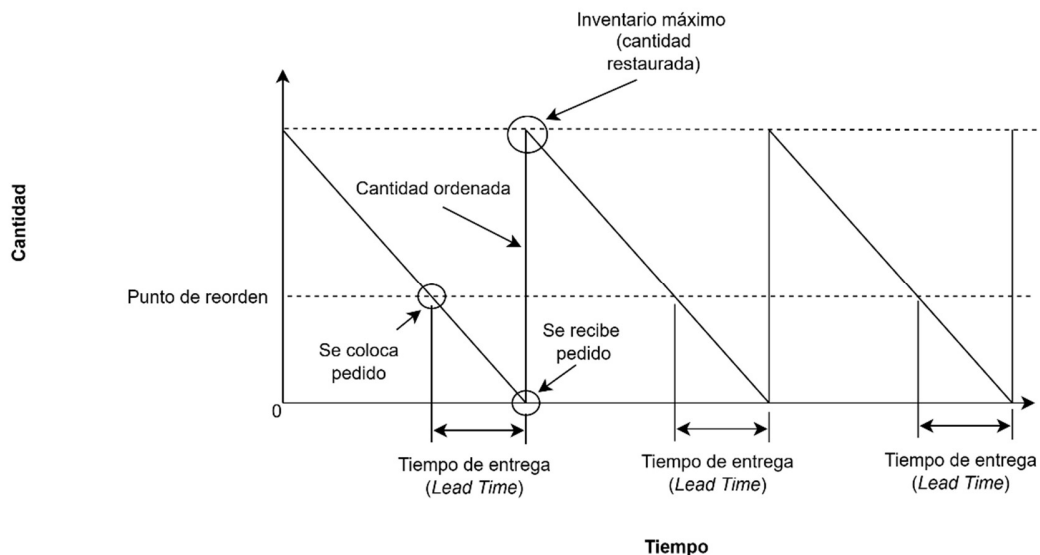 Inventario máximo
(cantidad
restaurada)
Cantidad ordenada
Cantidad
Punto de reorden
Se coloca
pedido
Se recibe
pedido
0
Tiempo de entrega
(Lead Time)
Tiempo de entrega
(Lead Time)
Tiempo de entrega
(Lead Time)
Tiempo